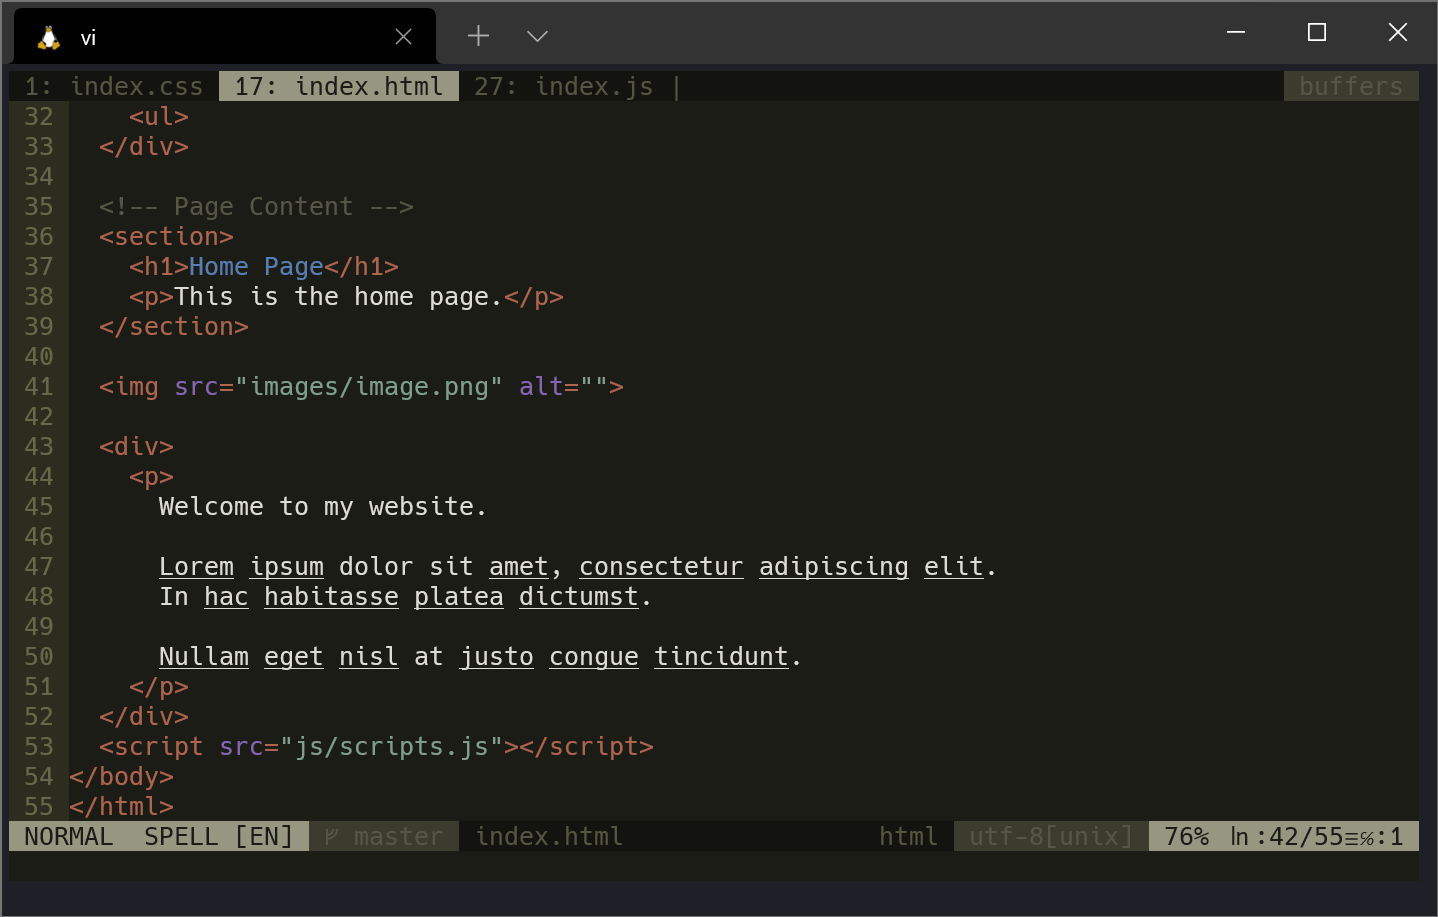 vi
1: index.css 17: index.html 27: index.js | buffers
32     <ul>
33   </div>
34
35   <!-- Page Content -->
36   <section>
37     <h1>Home Page</h1>
38     <p>This is the home page.</p>
39   </section>
40
41   <img src="images/image.png" alt="">
42
43   <div>
44     <p>
45       Welcome to my website.
46
47       Lorem ipsum dolor sit amet, consectetur adipiscing elit.
48       In hac habitasse platea dictumst.
49
50       Nullam eget nisl at justo congue tincidunt.
51     </p>
52   </div>
53   <script src="js/scripts.js"></script>
54 </body>
55 </html>
NORMAL  SPELL [EN] master index.html html utf-8[unix] 76% ln :42/55≡℅:1